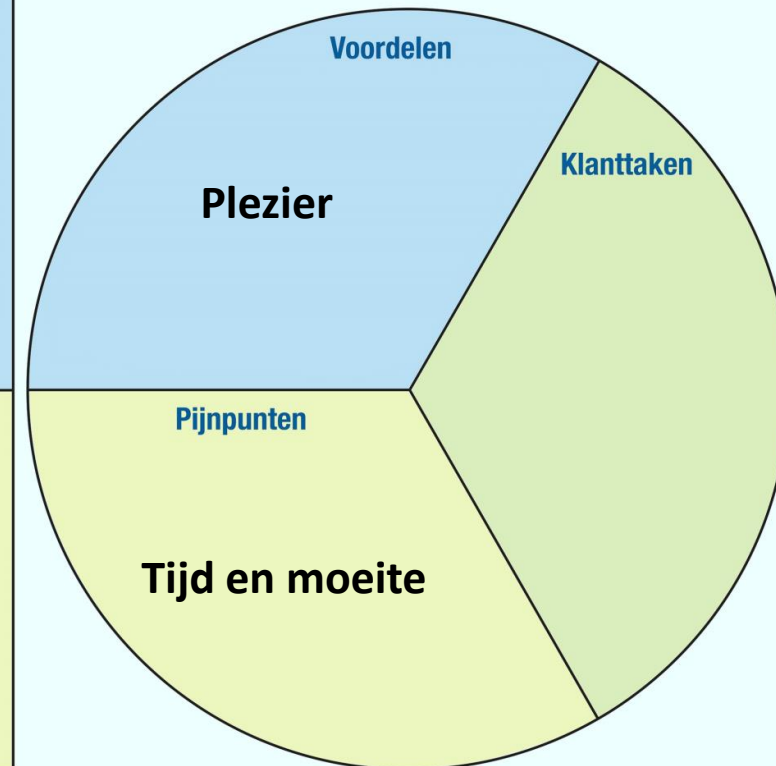 Voordelen
Klanttaken
Plezier
Pijnpunten
Tijd en moeite